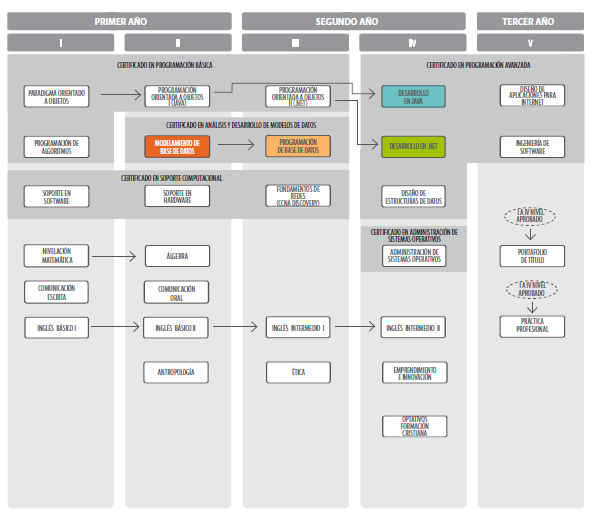 PRIMER AÑO
SEGUNDO AÑO
TERCER AÑO
I
II
III
IV
V
CERTIFICADO EN PROGRAMACIÓN BÁSICA
CERTIFICADO EN PROGRAMACIÓN AVANZADA
PARADIGMA ORIENTADO
A OBJETOS
PROGRAMACIÓN
ORIENTADA A OBJETOS
I (JAVA)
PROGRAMACIÓN
ORIENTADA A OBJETOS
II (.NET)
DESARROLLO
EN JAVA
DISEÑO DE
APLICACIONES PARA
INTERNET
CERTIFICADO EN ANÁLISIS Y DESARROLLO DE MODELOS DE DATOS
PROGRAMACIÓN DE
ALGORITMOS
MODELAMIENTO DE
BASE DE DATOS
PROGRAMACIÓN
DE BASE DE DATOS
DESARROLLO EN .NET
INGENIERÍA DE
SOFTWARE
CERTIFICADO EN SOPORTE COMPUTACIONAL
SOPORTE EN
SOFTWARE
SOPORTE EN
HARDWARE
FUNDAMENTOS DE
REDES
(CCNA DISCOVERY)
DISEÑO DE
ESTRUCTURAS DE DATOS
I A IV NIVEL
APROBADO
CERTIFICADO EN ADMINISTRACIÓN DE
SISTEMAS OPERATIVOS
NIVELACIÓN
MATEMÁTICA
ÁLGEBRA
ADMINISTRACIÓN DE
SISTEMAS OPERATIVOS
PORTAFOLIO
DE TÍTULO
COMUNICACIÓN
ESCRITA
COMUNICACIÓN
ORAL
I A IV NIVEL
APROBADO
INGLÉS BÁSICO I
INGLÉS BÁSICO II
INGLÉS INTERMEDIO I
INGLÉS INTERMEDIO II
PRÁCTICA
PROFESIONAL
ANTROPOLOGÍA
ÉTICA
EMPRENDIMIENTO
E INNOVACIÓN
OPTATIVOS
FORMACIÓN
CRISTIANA